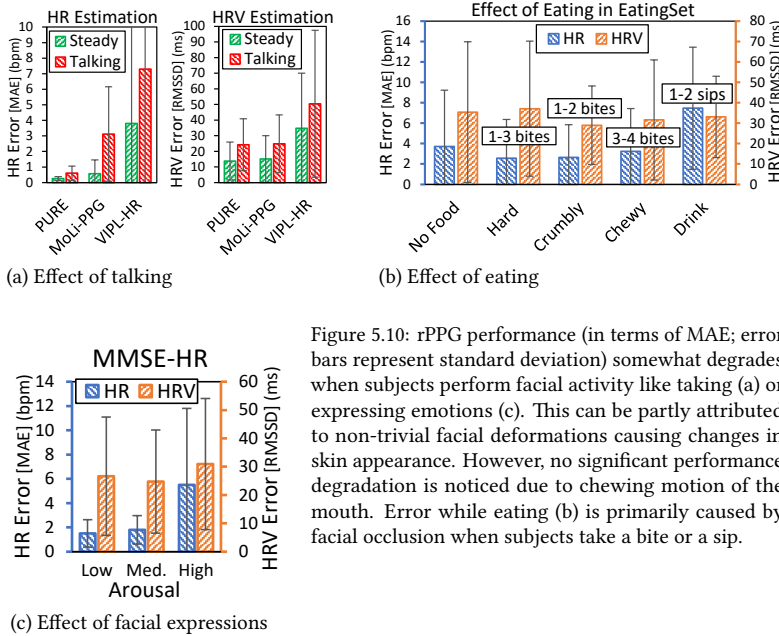 HR Estimation
HR Error [MAE] (bpm)
10
9
8
7
6
5
4
3
2
1
0
Steady
Talking
PURE
MoLi-PPG
VIPL-HR
HRV Estimation
HRV Error [RMSSD] (ms)
100
90
80
70
60
50
40
30
20
10
0
Steady
Talking
PURE
MoLi-PPG
VIPL-HR
(a) Effect of talking
Effect of Eating in EatingSet
HR Error [MAE] (bpm)
16
14
12
10
8
6
4
2
0
HR
HRV
1-3 bites
1-2 bites
3-4 bites
1-2 sips
No Food
Hard
Crumbly
Chewy
Drink
80
70
60
50
40
30
20
10
0
HRV Error [RMSSD] (ms)
(b) Effect of eating
MMSE-HR
HR Error [MAE] (bpm)
14
12
10
8
6
4
2
0
HR
HRV
Low
Med.
High
Arousal
60
50
40
30
20
10
0
HRV Error [RMSSD] (ms)
(c) Effect of facial expressions
Figure 5.10: rPPG performance (in terms of MAE; error
bars represent standard deviation) somewhat degrades
when subjects perform facial activity like taking (a) or
expressing emotions (c). This can be partly attributed
to non-trivial facial deformations causing changes in
skin appearance. However, no significant performance
degradation is noticed due to chewing motion of the
mouth. Error while eating (b) is primarily caused by
facial occlusion when subjects take a bite or a sip.